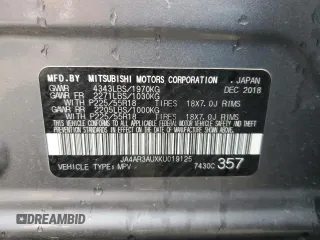 MFD.BY MITSUBISHI MOTORS CORPORATION, JAPAN
GVWR 4343LBS/1970KG DEC 2018
GAWR FR 2271LBS/1030KG
WITH P225/55R18 TIRES 18X7.0J RIMS
GAWR RR 2205LBS/1000KG
WITH P225/55R18 TIRES 18X7.0J RIMS
JA4AR3AUXKU019125
VEHICLE TYPE: MPV 7430C 357